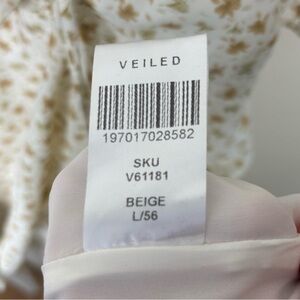 VEILED
197017028582
SKU
V61181
BEIGE
L/56